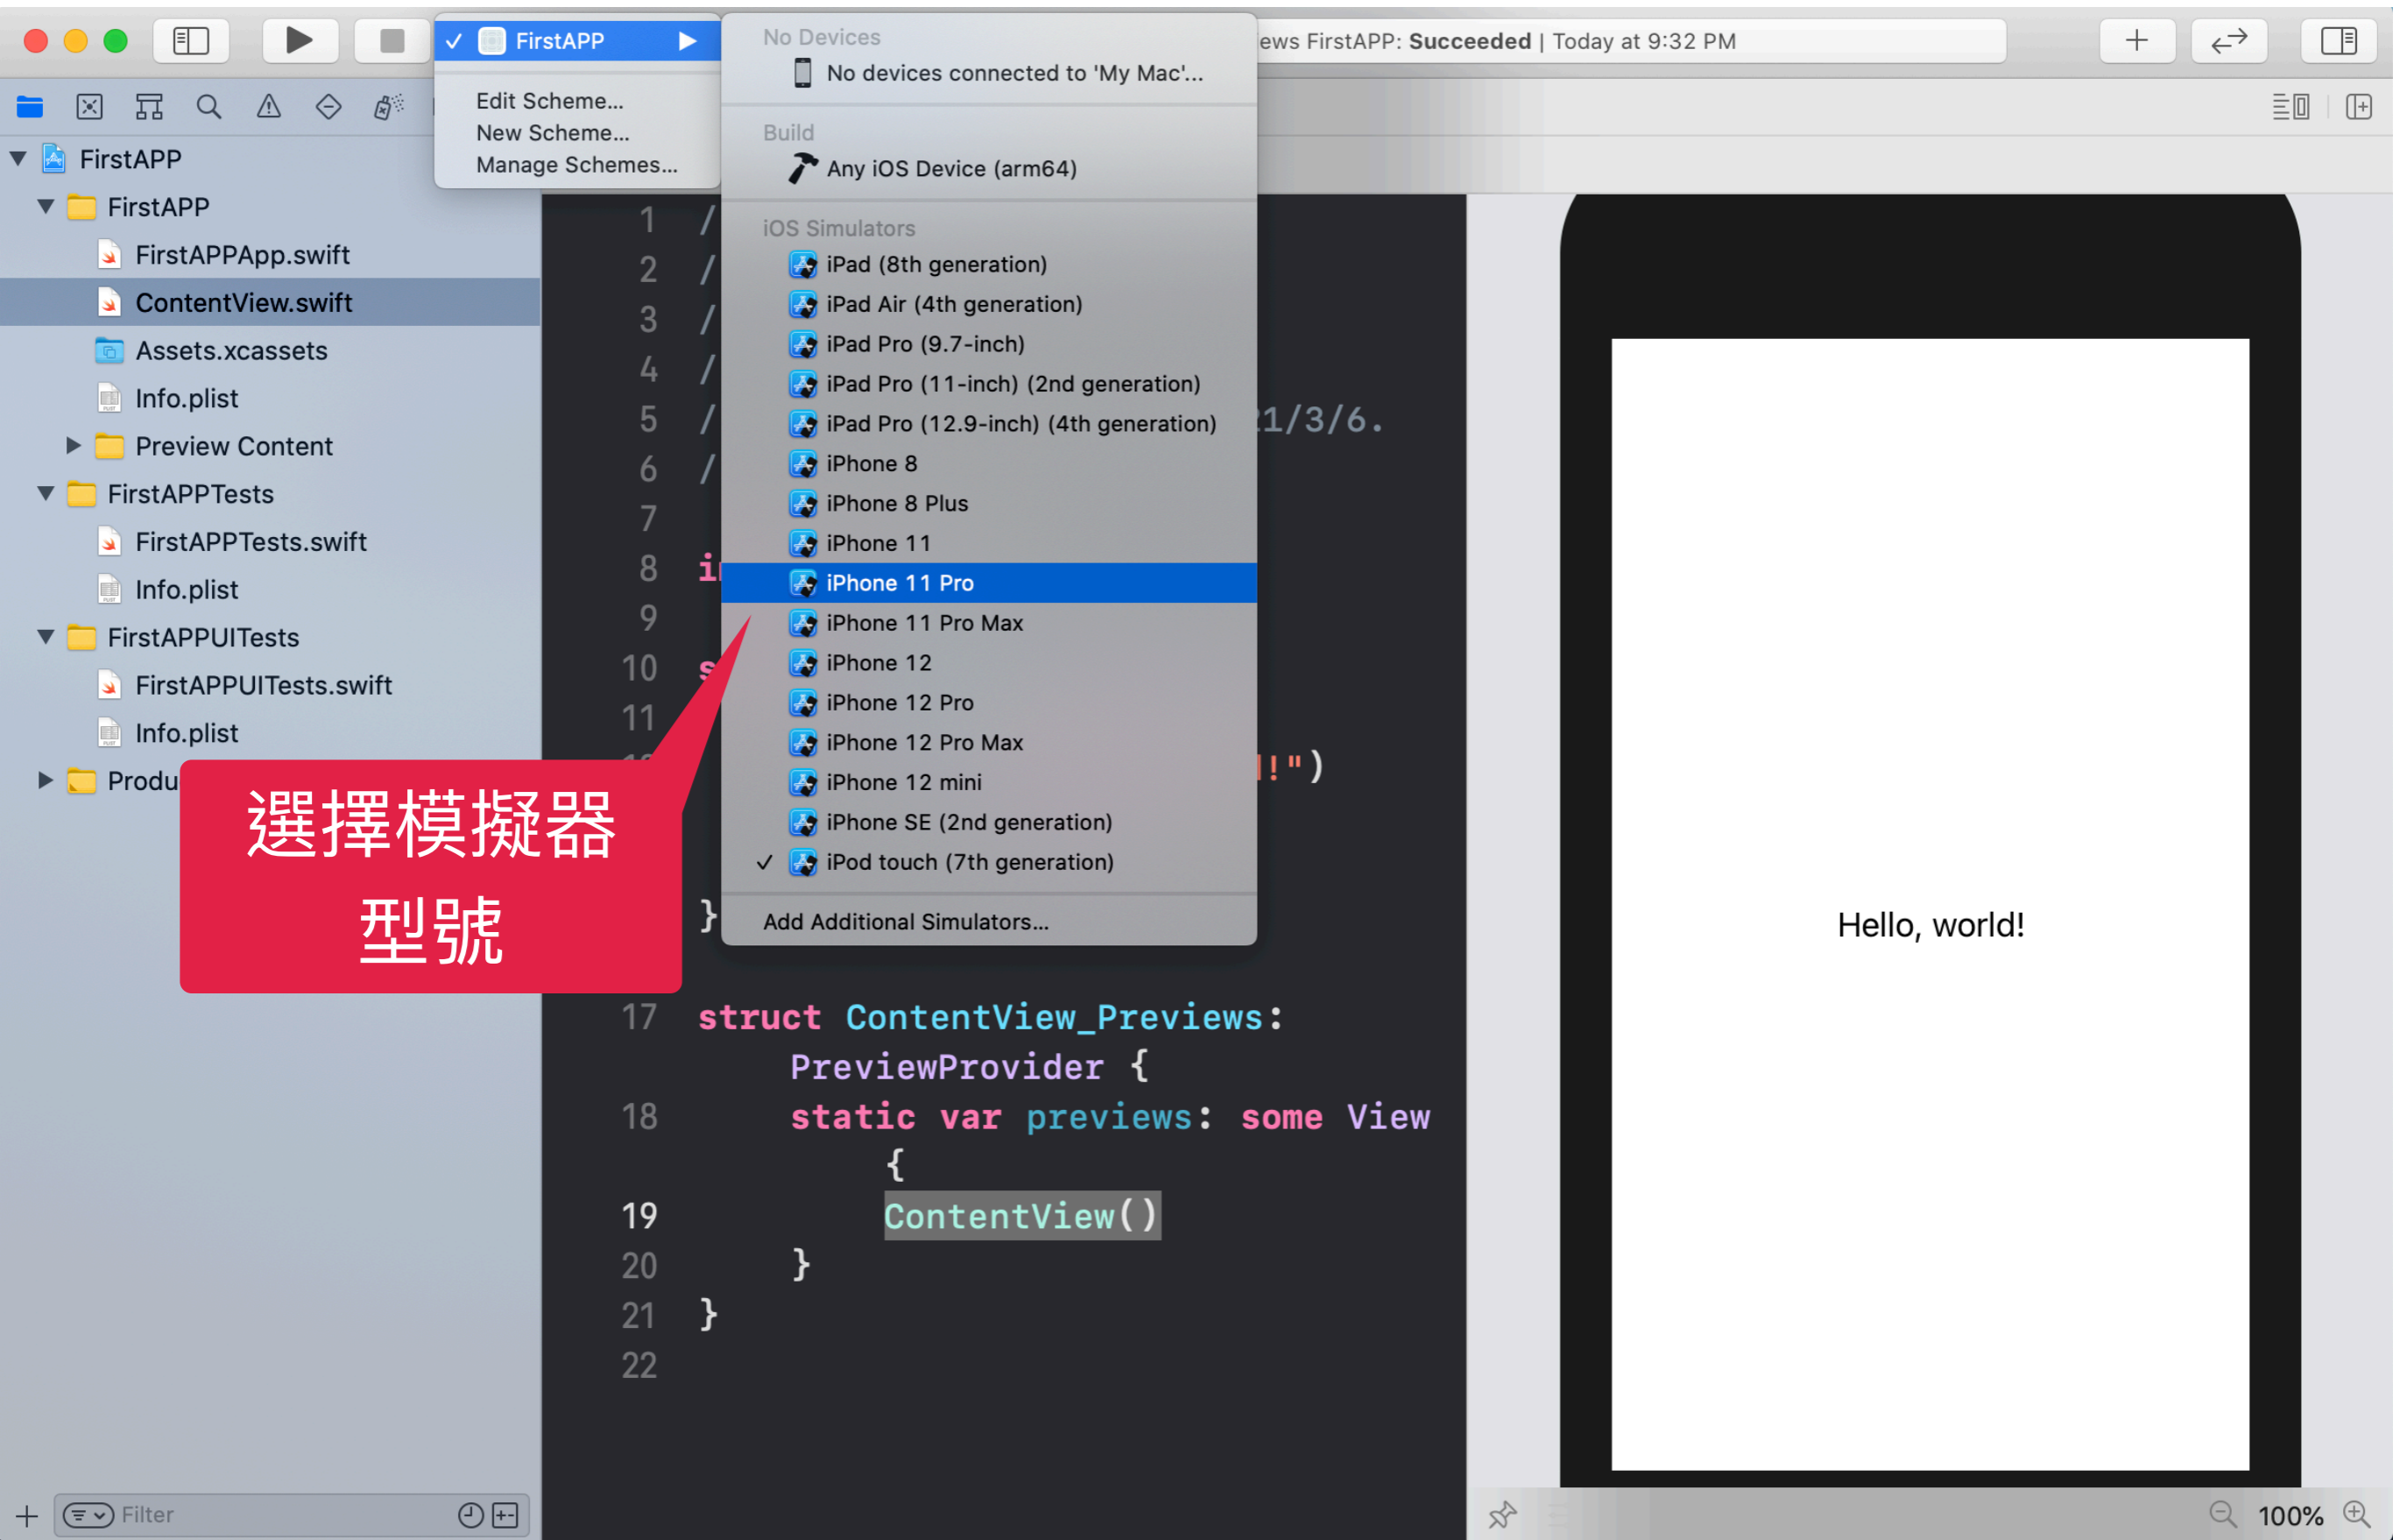 FirstAPP
Edit Scheme...
New Scheme...
Manage Schemes...
No Devices
No devices connected to 'My Mac'...
Build
Any iOS Device (arm64)
iOS Simulators
iPad (8th generation)
iPad Air (4th generation)
iPad Pro (9.7-inch)
iPad Pro (11-inch) (2nd generation)
iPad Pro (12.9-inch) (4th generation)
iPhone 8
iPhone 8 Plus
iPhone 11
iPhone 11 Pro
iPhone 11 Pro Max
iPhone 12
iPhone 12 Pro
iPhone 12 Pro Max
iPhone 12 mini
iPhone SE (2nd generation)
iPod touch (7th generation)
Add Additional Simulators...
FirstAPP: Succeeded | Today at 9:32 PM
FirstAPP
FirstAPP
FirstAPPApp.swift
ContentView.swift
Assets.xcassets
Info.plist
Preview Content
FirstAPPTests
FirstAPPTests.swift
Info.plist
FirstAPPUITests
FirstAPPUITests.swift
Info.plist
選擇模擬器
型號
Filter
1 /
2 /
3 /
4 /
5 / 1/3/6.
6 /
7
8
9
10
11
!")
}
17 struct ContentView_Previews:
PreviewProvider {
18 static var previews: some View
{
19 ContentView()
20 }
21 }
22
Hello, world!
100%